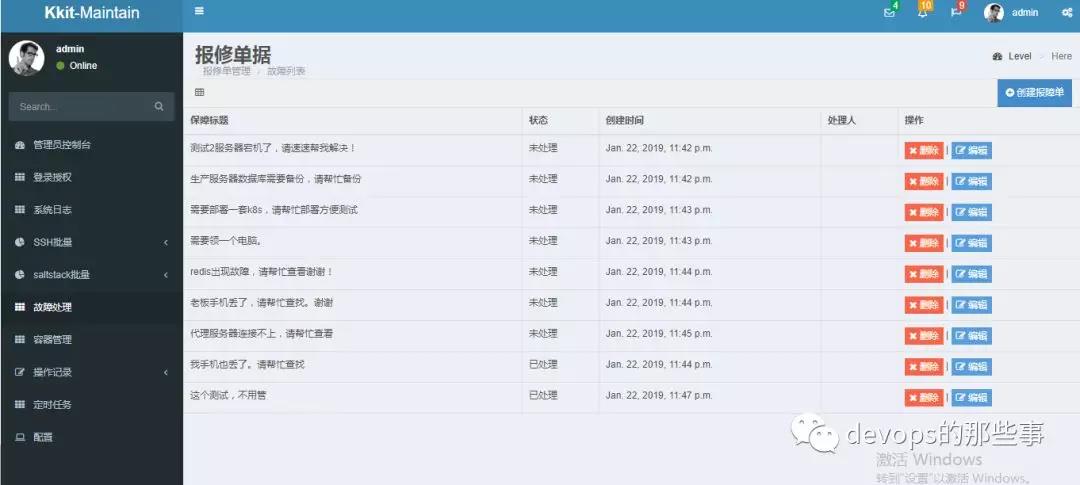 Kkit-Maintain
4
10
9
admin
admin
Online
Search...
管理员控制台
登录授权
系统日志
SSH批量
saltstack批量
故障处理
容器管理
操作记录
定时任务
配置
报修单据
报修单管理 / 故障列表
Level > Here
创建报障单
保障标题 状态 创建时间 处理人 操作
测试2服务器宕机了，请速速帮我解决！ 未处理 Jan. 22, 2019, 11:42 p.m. 删除 | 编辑
生产服务器数据库需要备份，请帮忙备份 未处理 Jan. 22, 2019, 11:42 p.m. 删除 | 编辑
需要部署一套k8s，请帮忙部署方便测试 未处理 Jan. 22, 2019, 11:43 p.m. 删除 | 编辑
需要领一个电脑。 未处理 Jan. 22, 2019, 11:43 p.m. 删除 | 编辑
redis出现故障，请帮忙查看谢谢！ 未处理 Jan. 22, 2019, 11:44 p.m. 删除 | 编辑
老板手机丢了，请帮忙查找。谢谢 未处理 Jan. 22, 2019, 11:44 p.m. 删除 | 编辑
代理服务器连接不上，请帮忙查看 未处理 Jan. 22, 2019, 11:45 p.m. 删除 | 编辑
我手机也丢了。请帮忙查找 已处理 Jan. 22, 2019, 11:44 p.m. 删除 | 编辑
这个测试，不用管 已处理 Jan. 22, 2019, 11:47 p.m. 删除 | 编辑
devops的那些事
激活 Windows
转到"设置"以激活 Windows。